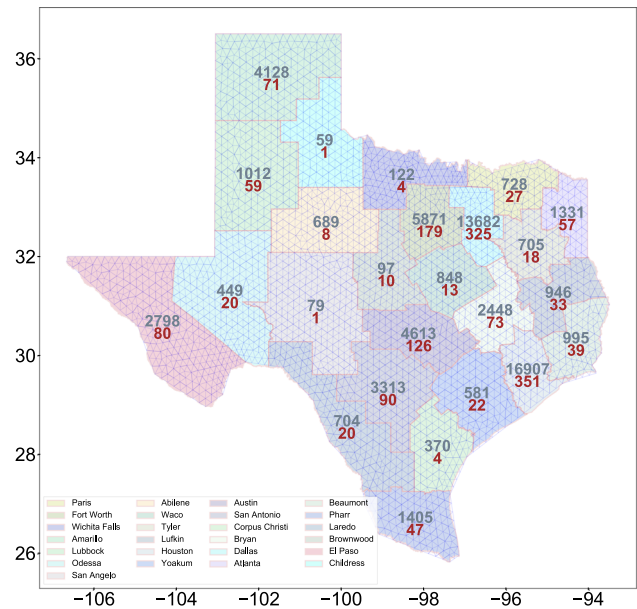 36
34
32
30
28
26
4128
71
59
1
1012
59
122
4
728
27
1331
57
5871
179
13682
325
689
8
705
18
97
10
848
13
449
20
79
1
946
33
2448
73
2798
80
4613
126
995
39
16907
351
3313
90
581
22
704
20
370
4
1405
47
Paris
Fort Worth
Wichita Falls
Amarillo
Lubbock
Odessa
San Angelo
Abilene
Waco
Tyler
Lufkin
Houston
Yoakum
Austin
San Antonio
Corpus Christi
Bryan
Dallas
Atlanta
Beaumont
Pharr
Laredo
Brownwood
El Paso
Childress
−106 −104 −102 −100 −98 −96 −94